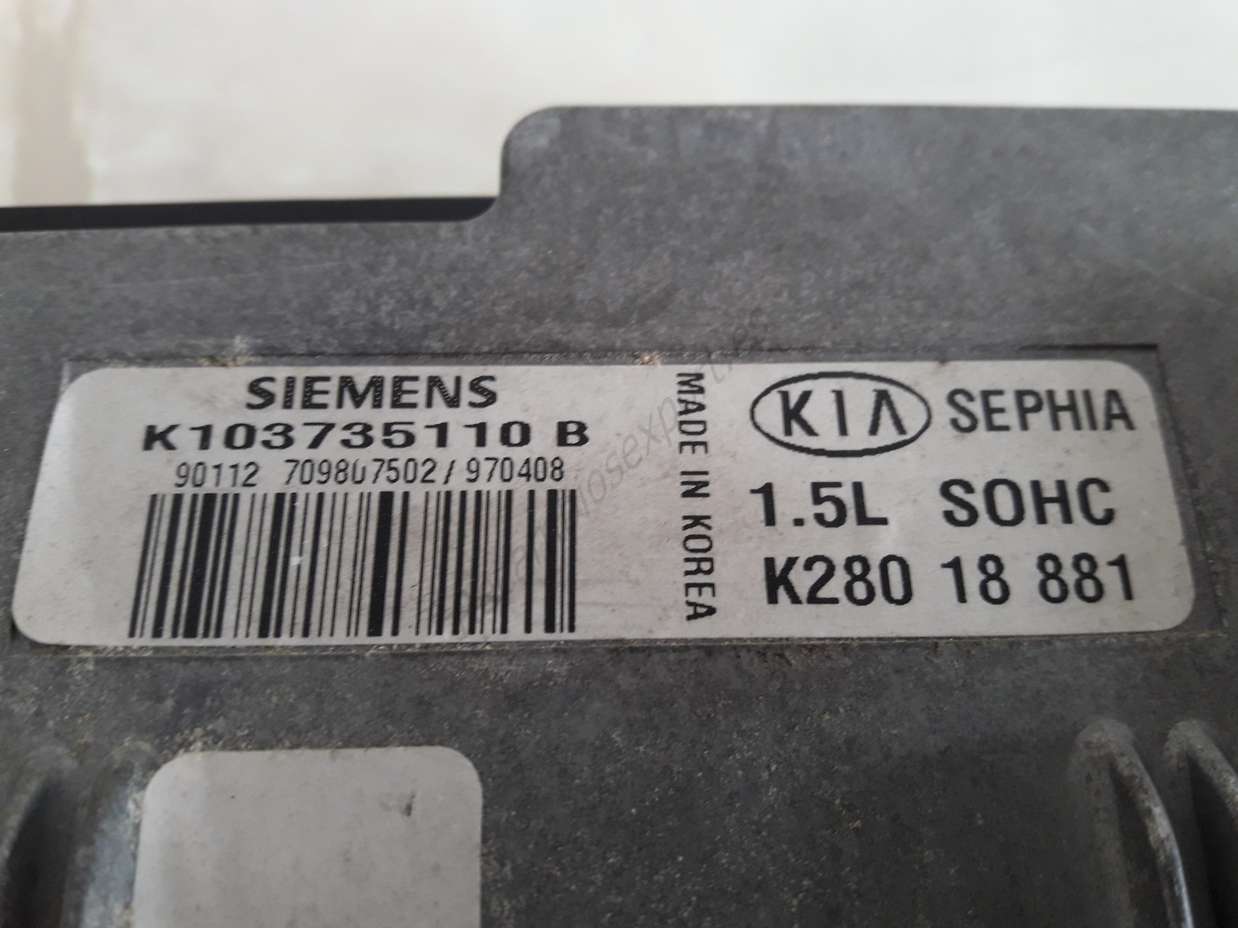 SIEMENS
K103735110 B
90112 709807502/970408
MADE IN KOREA
KIA SEPHIA
1.5L SOHC
K280 18 881